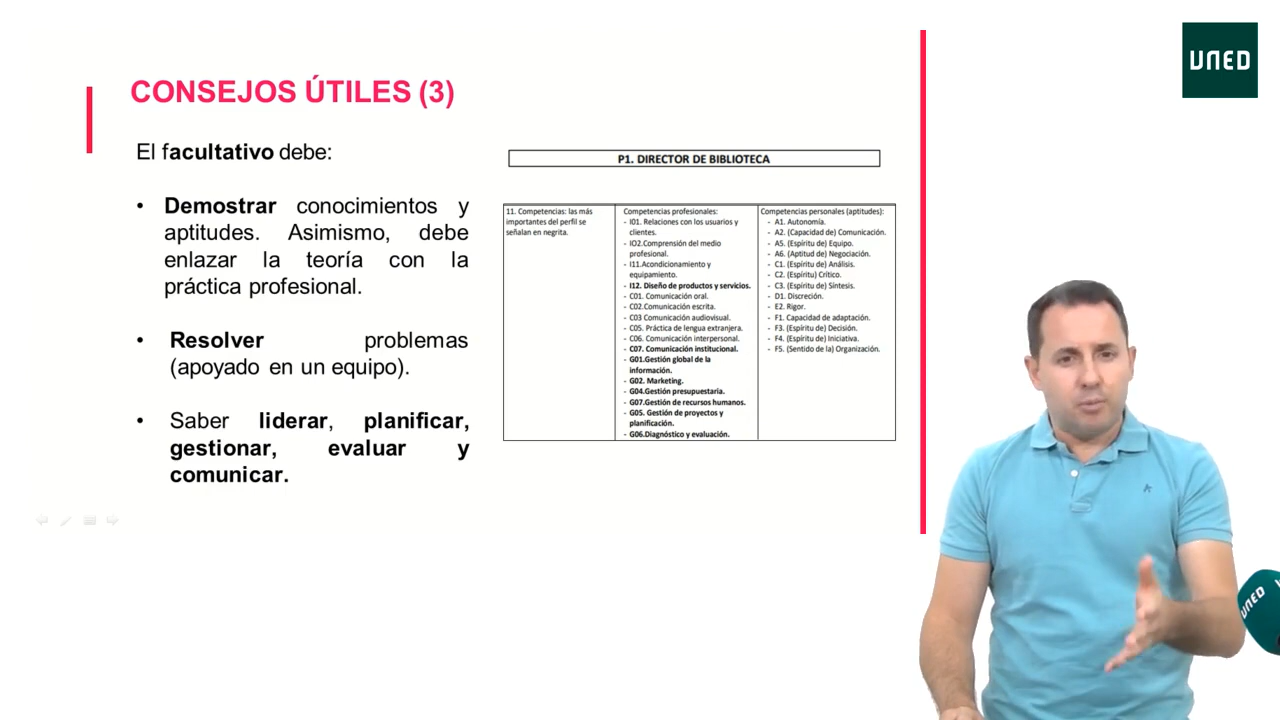 UNED
CONSEJOS ÚTILES (3)
El facultativo debe:
• Demostrar conocimientos y
aptitudes. Asimismo, debe
enlazar la teoría con la
práctica profesional.
• Resolver problemas
(apoyado en un equipo).
• Saber liderar, planificar,
gestionar, evaluar y
comunicar.
P1. DIRECTOR DE BIBLIOTECA
11. Competencias: las más
importantes del perfil se
señalan en negrita.
Competencias profesionales:
- I01. Relaciones con los usuarios y
clientes.
- IO2.Comprensión del medio
profesional.
- I11.Acondicionamiento y
equipamiento.
- I12. Diseño de productos y servicios.
- C01. Comunicación oral.
- C02.Comunicación escrita.
- C03 Comunicación audiovisual.
- C05. Práctica de lengua extranjera.
- C06. Comunicación interpersonal.
- C07. Comunicación institucional.
- G01.Gestión global de la
información.
- G02. Marketing.
- G04.Gestión presupuestaria.
- G07.Gestión de recursos humanos.
- G05. Gestión de proyectos y
planificación.
- G06.Diagnóstico y evaluación.
Competencias personales (aptitudes):
- A1. Autonomía.
- A2. (Capacidad de) Comunicación.
- A5. (Espíritu de) Equipo.
- A6. (Aptitud de) Negociación.
- C1. (Espíritu de) Análisis.
- C2. (Espíritu) Crítico.
- C3. (Espíritu de) Síntesis.
- D1. Discreción.
- E2. Rigor.
- F1. Capacidad de adaptación.
- F3. (Espíritu de) Decisión.
- F4. (Espíritu de) Iniciativa.
- F5. (Sentido de la) Organización.
UNED